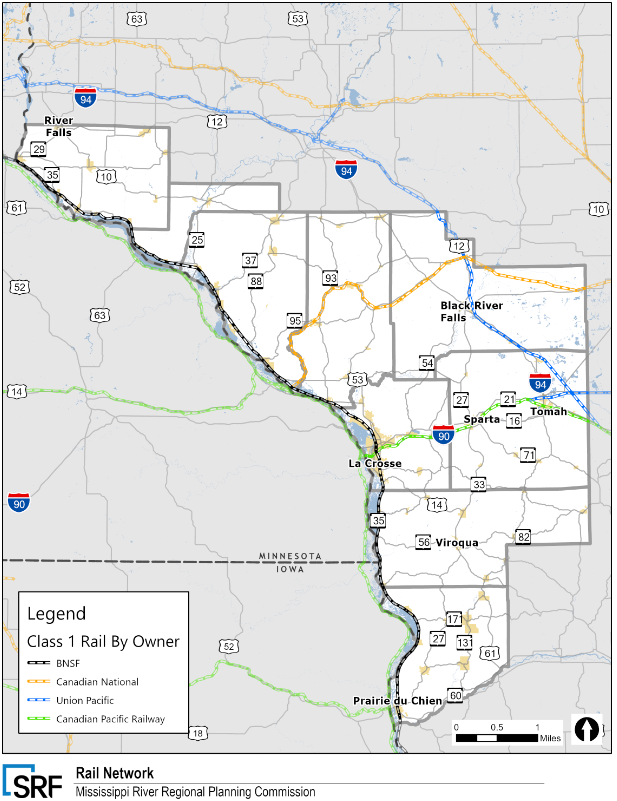 63
53
94
River
Falls
12
29
35
10
94
61
10
25
12
37
52
88
93
Black River
Falls
63
95
54
53
94
14
27
21
Tomah
Sparta
16
90
71
La Crosse
33
90
14
35
82
56
Viroqua
MINNESOTA
IOWA
Legend
171
Class 1 Rail By Owner
27
131
52
61
BNSF
Canadian National
60
Union Pacific
Prairie du Chien
Canadian Pacific Railway
18
0 0.5 1
Miles
SRF
Rail Network
Mississippi River Regional Planning Commission